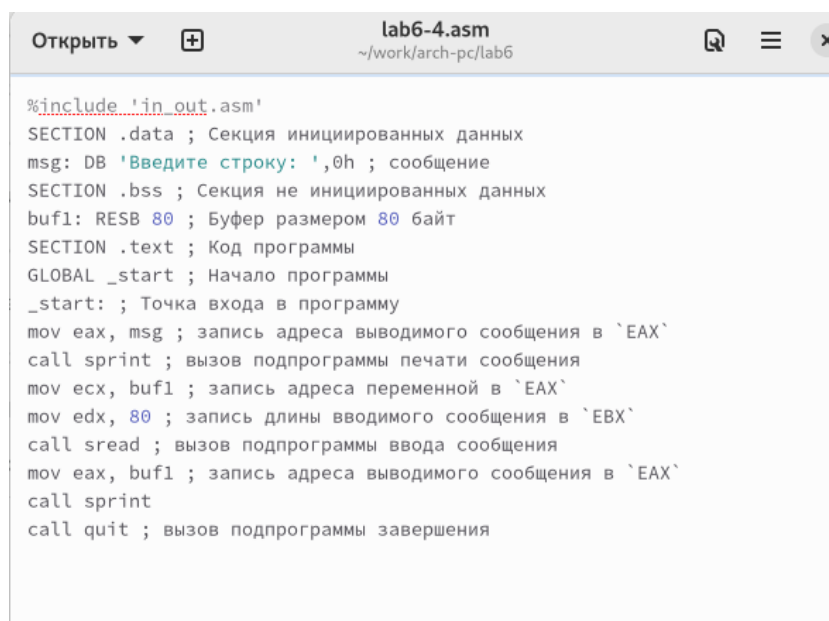 Открыть
lab6-4.asm
~/work/arch-pc/lab6
%include 'in_out.asm'
SECTION .data ; Секция инициированных данных
msg: DB 'Введите строку: ',0h ; сообщение
SECTION .bss ; Секция не инициированных данных
buf1: RESB 80 ; Буфер размером 80 байт
SECTION .text ; Код программы
GLOBAL _start ; Начало программы
_start: ; Точка входа в программу
mov eax, msg ; запись адреса выводимого сообщения в `EAX`
call sprint ; вызов подпрограммы печати сообщения
mov ecx, buf1 ; запись адреса переменной в `EAX`
mov edx, 80 ; запись длины вводимого сообщения в `EBX`
call sread ; вызов подпрограммы ввода сообщения
mov eax, buf1 ; запись адреса выводимого сообщения в `EAX`
call sprint
call quit ; вызов подпрограммы завершения